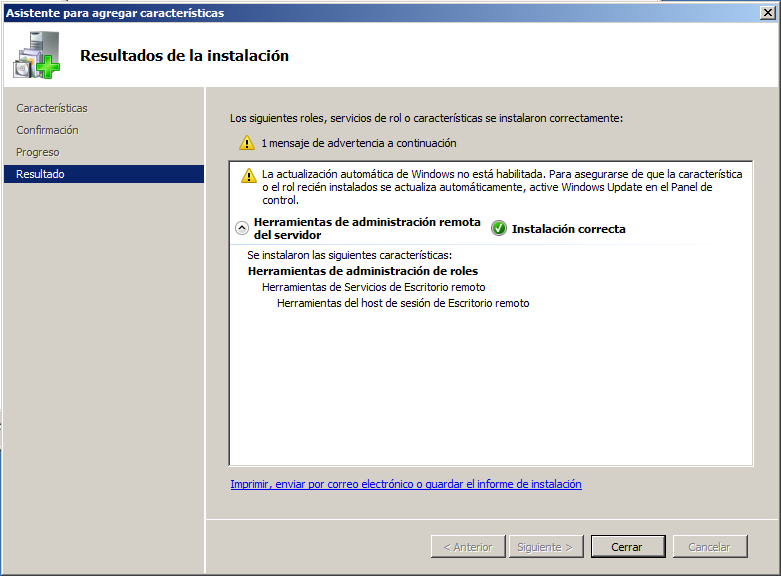 Asistente para agregar características
Resultados de la instalación
Características
Confirmación
Progreso
Resultado
Los siguientes roles, servicios de rol o características se instalaron correctamente:
1 mensaje de advertencia a continuación
La actualización automática de Windows no está habilitada. Para asegurarse de que la característica
o el rol recién instalados se actualiza automáticamente, active Windows Update en el Panel de
control.
Herramientas de administración remota
del servidor
Instalación correcta
Se instalaron las siguientes características:
Herramientas de administración de roles
Herramientas de Servicios de Escritorio remoto
Herramientas del host de sesión de Escritorio remoto
Imprimir, enviar por correo electrónico o guardar el informe de instalación
< Anterior
Siguiente >
Cerrar
Cancelar